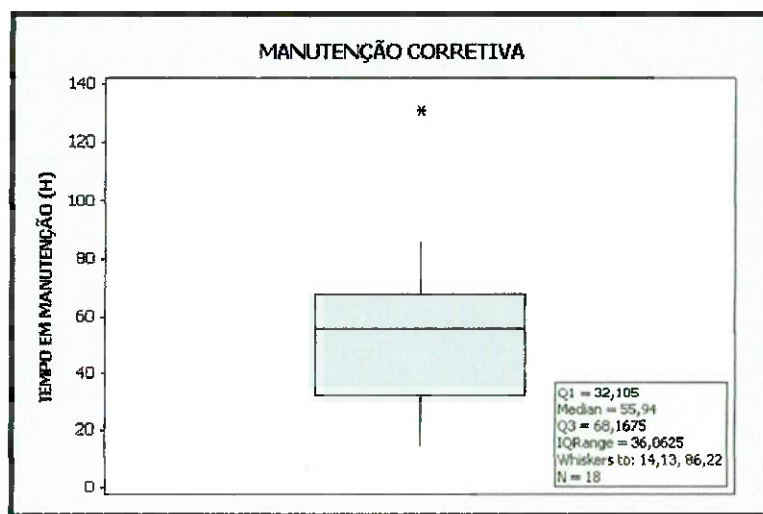 MANUTENÇÃO CORRETIVA
TEMPO EM MANUTENÇÃO (H)
140
120
100
80
60
40
20
0
*
Q1 = 32,105
Median = 55,94
Q3 = 68,1675
IQRange = 36,0625
Whiskers to: 14,13, 86,22
N = 18